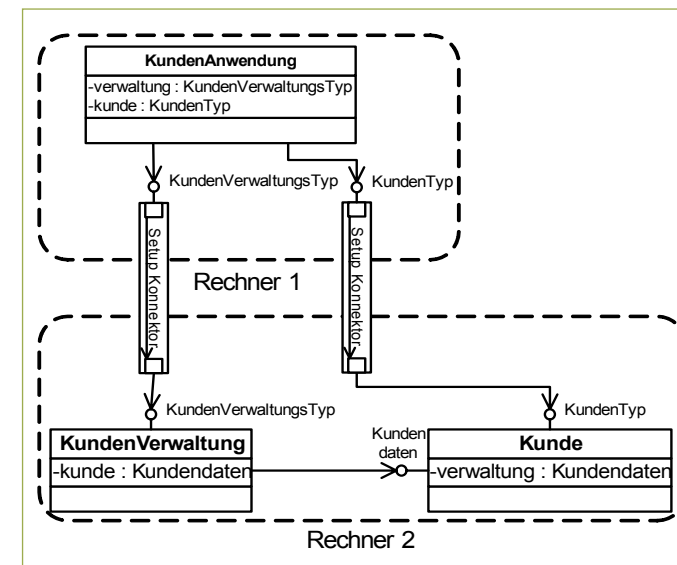 KundenAnwendung
-verwaltung : KundenVerwaltungsTyp
-kunde : KundenTyp
KundenVerwaltungsTyp
KundenTyp
Setup Konnektor
Setup Konnektor
Rechner 1
KundenVerwaltungsTyp
KundenTyp
KundenVerwaltung
-kunde : Kundendaten
Kunden
daten
Kunde
-verwaltung : Kundendaten
Rechner 2